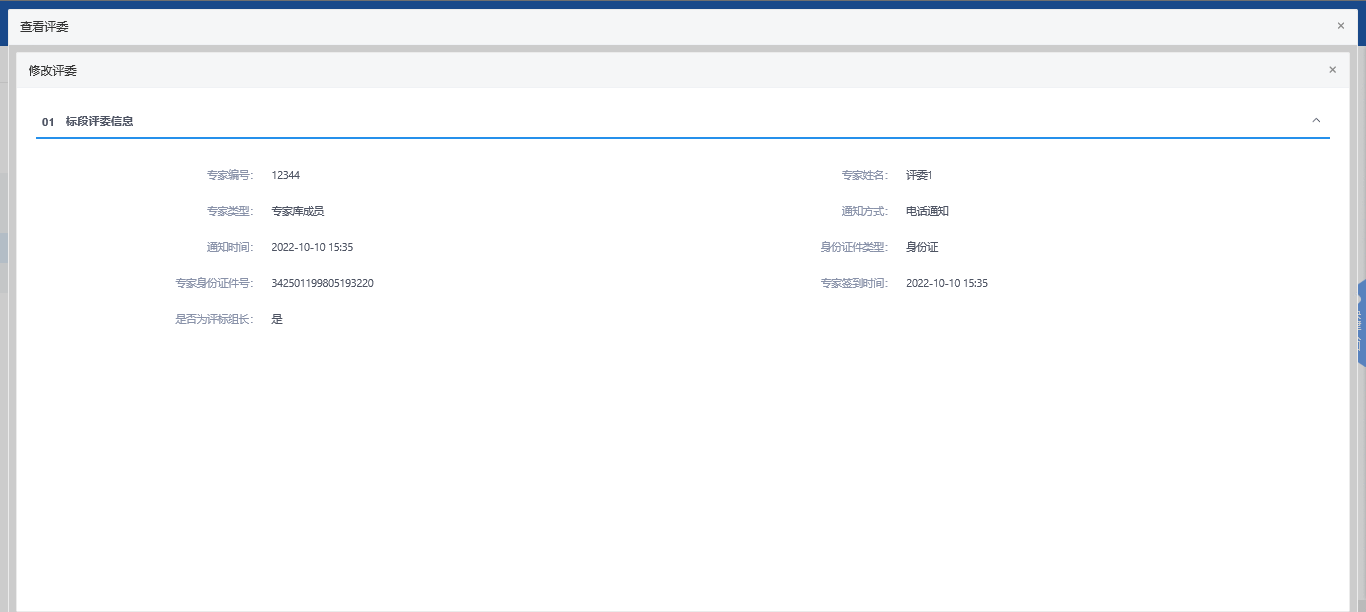 查看评委
修改评委
01 标段评委信息
专家编号: 12344 专家姓名: 评委1
专家类型: 专家库成员 通知方式: 电话通知
通知时间: 2022-10-10 15:35 身份证件类型: 身份证
专家身份证件号: 342501199805193220 专家签到时间: 2022-10-10 15:35
是否为评标组长: 是